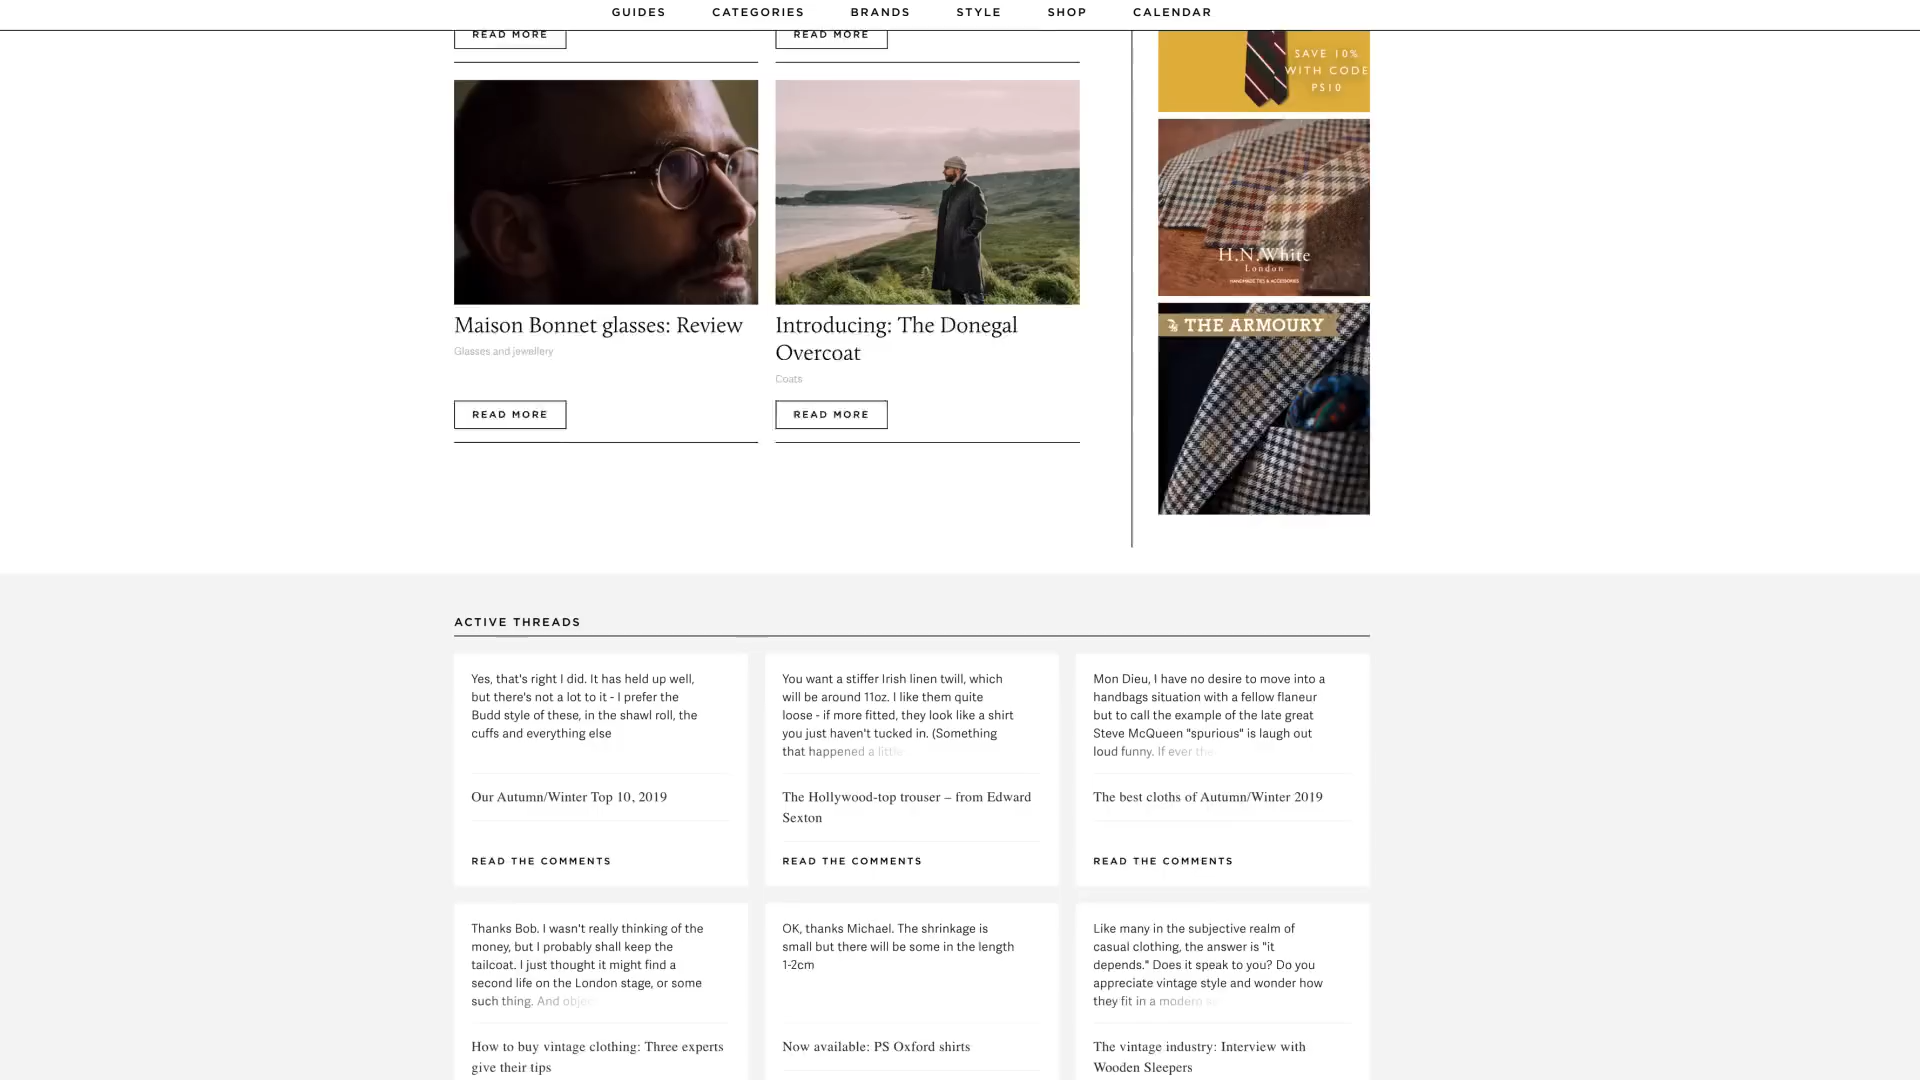 GUIDES CATEGORIES BRANDS STYLE SHOP CALENDAR
READ MORE
READ MORE
SAVE 10%
WITH CODE
PS10
H.N.White
London
HANDMADE TIES & ACCESSORIES
THE ARMOURY
Maison Bonnet glasses: Review
Glasses and jewellery
READ MORE
Introducing: The Donegal
Overcoat
Coats
READ MORE
ACTIVE THREADS
Yes, that's right I did. It has held up well,
but there's not a lot to it - I prefer the
Budd style of these, in the shawl roll, the
cuffs and everything else
Our Autumn/Winter Top 10, 2019
READ THE COMMENTS
You want a stiffer Irish linen twill, which
will be around 11oz. I like them quite
loose - if more fitted, they look like a shirt
you just haven't tucked in. (Something
that happened a little
The Hollywood-top trouser – from Edward
Sexton
READ THE COMMENTS
Mon Dieu, I have no desire to move into a
handbags situation with a fellow flaneur
but to call the example of the late great
Steve McQueen "spurious" is laugh out
loud funny. If ever the
The best cloths of Autumn/Winter 2019
READ THE COMMENTS
Thanks Bob. I wasn't really thinking of the
money, but I probably shall keep the
tailcoat. I just thought it might find a
second life on the London stage, or some
such thing. And
How to buy vintage clothing: Three experts
give their tips
OK, thanks Michael. The shrinkage is
small but there will be some in the length
1-2cm
Now available: PS Oxford shirts
Like many in the subjective realm of
casual clothing, the answer is "it
depends." Does it speak to you? Do you
appreciate vintage style and wonder how
they fit in a modern
The vintage industry: Interview with
Wooden Sleepers